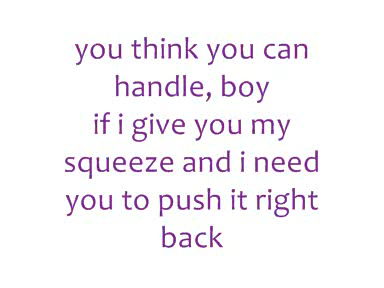 you think you can
handle, boy
if i give you my
squeeze and i need
you to push it right
back